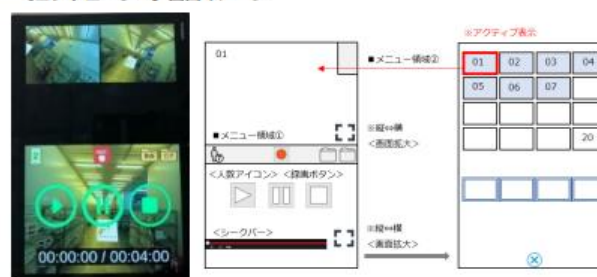 ※アクティブ表示
01
■メニュー領域②
01 02 03 04
05 06 07
20
■メニュー領域①
※縦⇔横
<画面拡大>
<人数アイコン> <録画ボタン>
<シークバー>
※縦⇔横
<画面拡大>
00:00:00 / 00:04:00